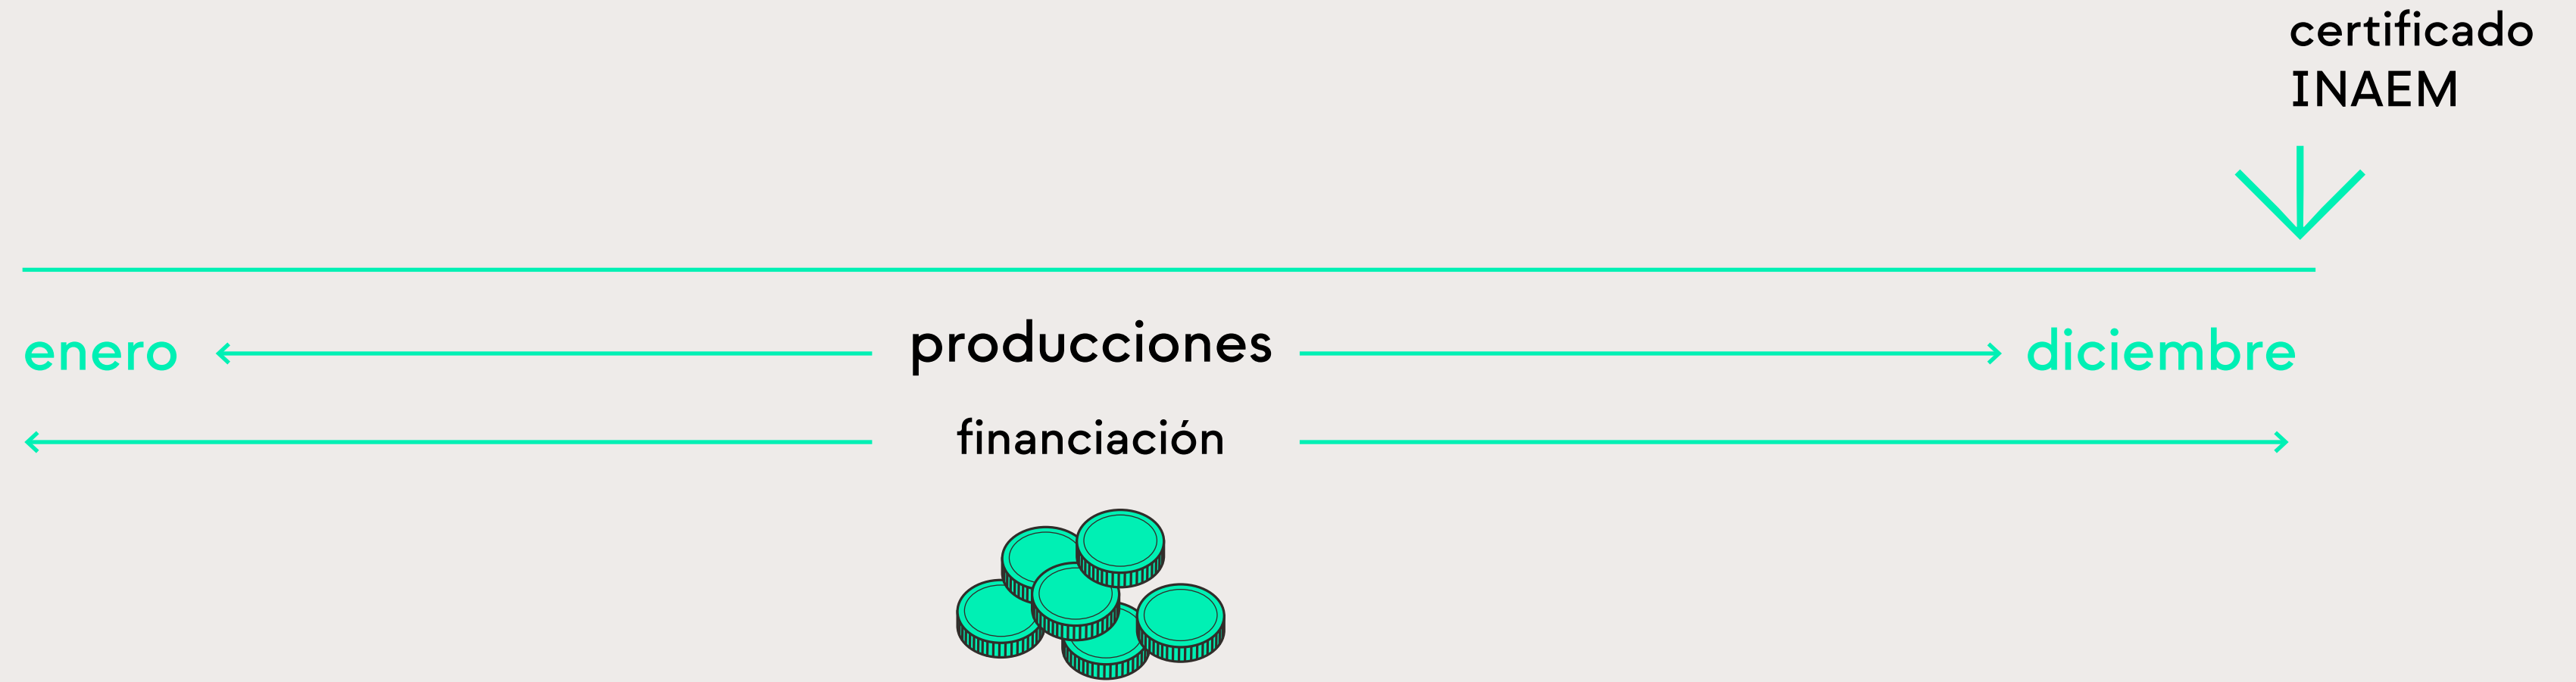 certificado
INAEM
enero
producciones
diciembre
financiación